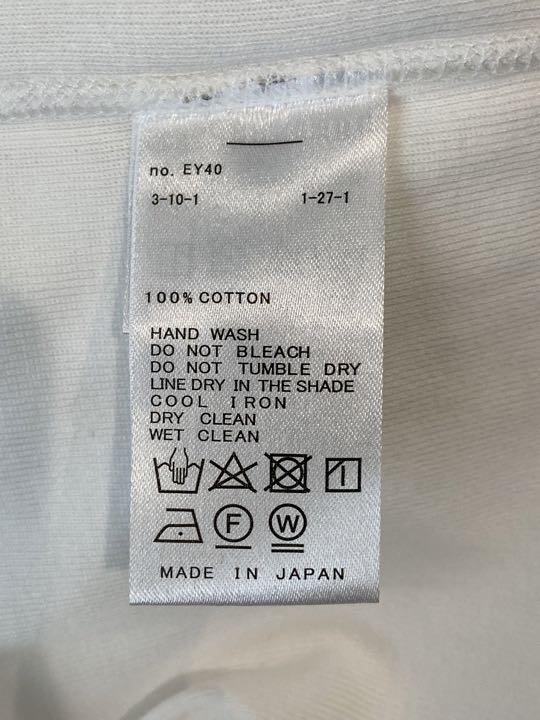 no. EY40
3-10-1 1-27-1
100% COTTON
HAND WASH
DO NOT BLEACH
DO NOT TUMBLE DRY
LINE DRY IN THE SHADE
COOL IRON
DRY CLEAN
WET CLEAN
F W
MADE IN JAPAN